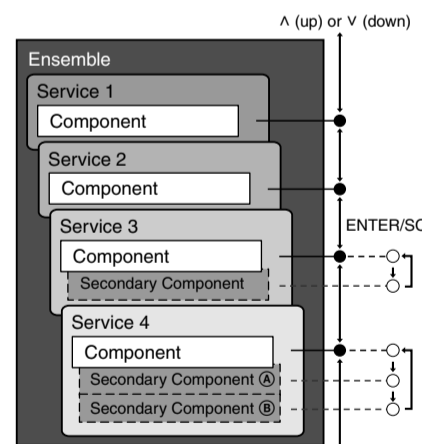 ∧ (up) or ∨ (down)
Ensemble
Service 1
Component
Service 2
Component
Service 3
ENTER/SC
Component
Secondary Component
Service 4
Component
Secondary Component Ⓐ
Secondary Component Ⓑ